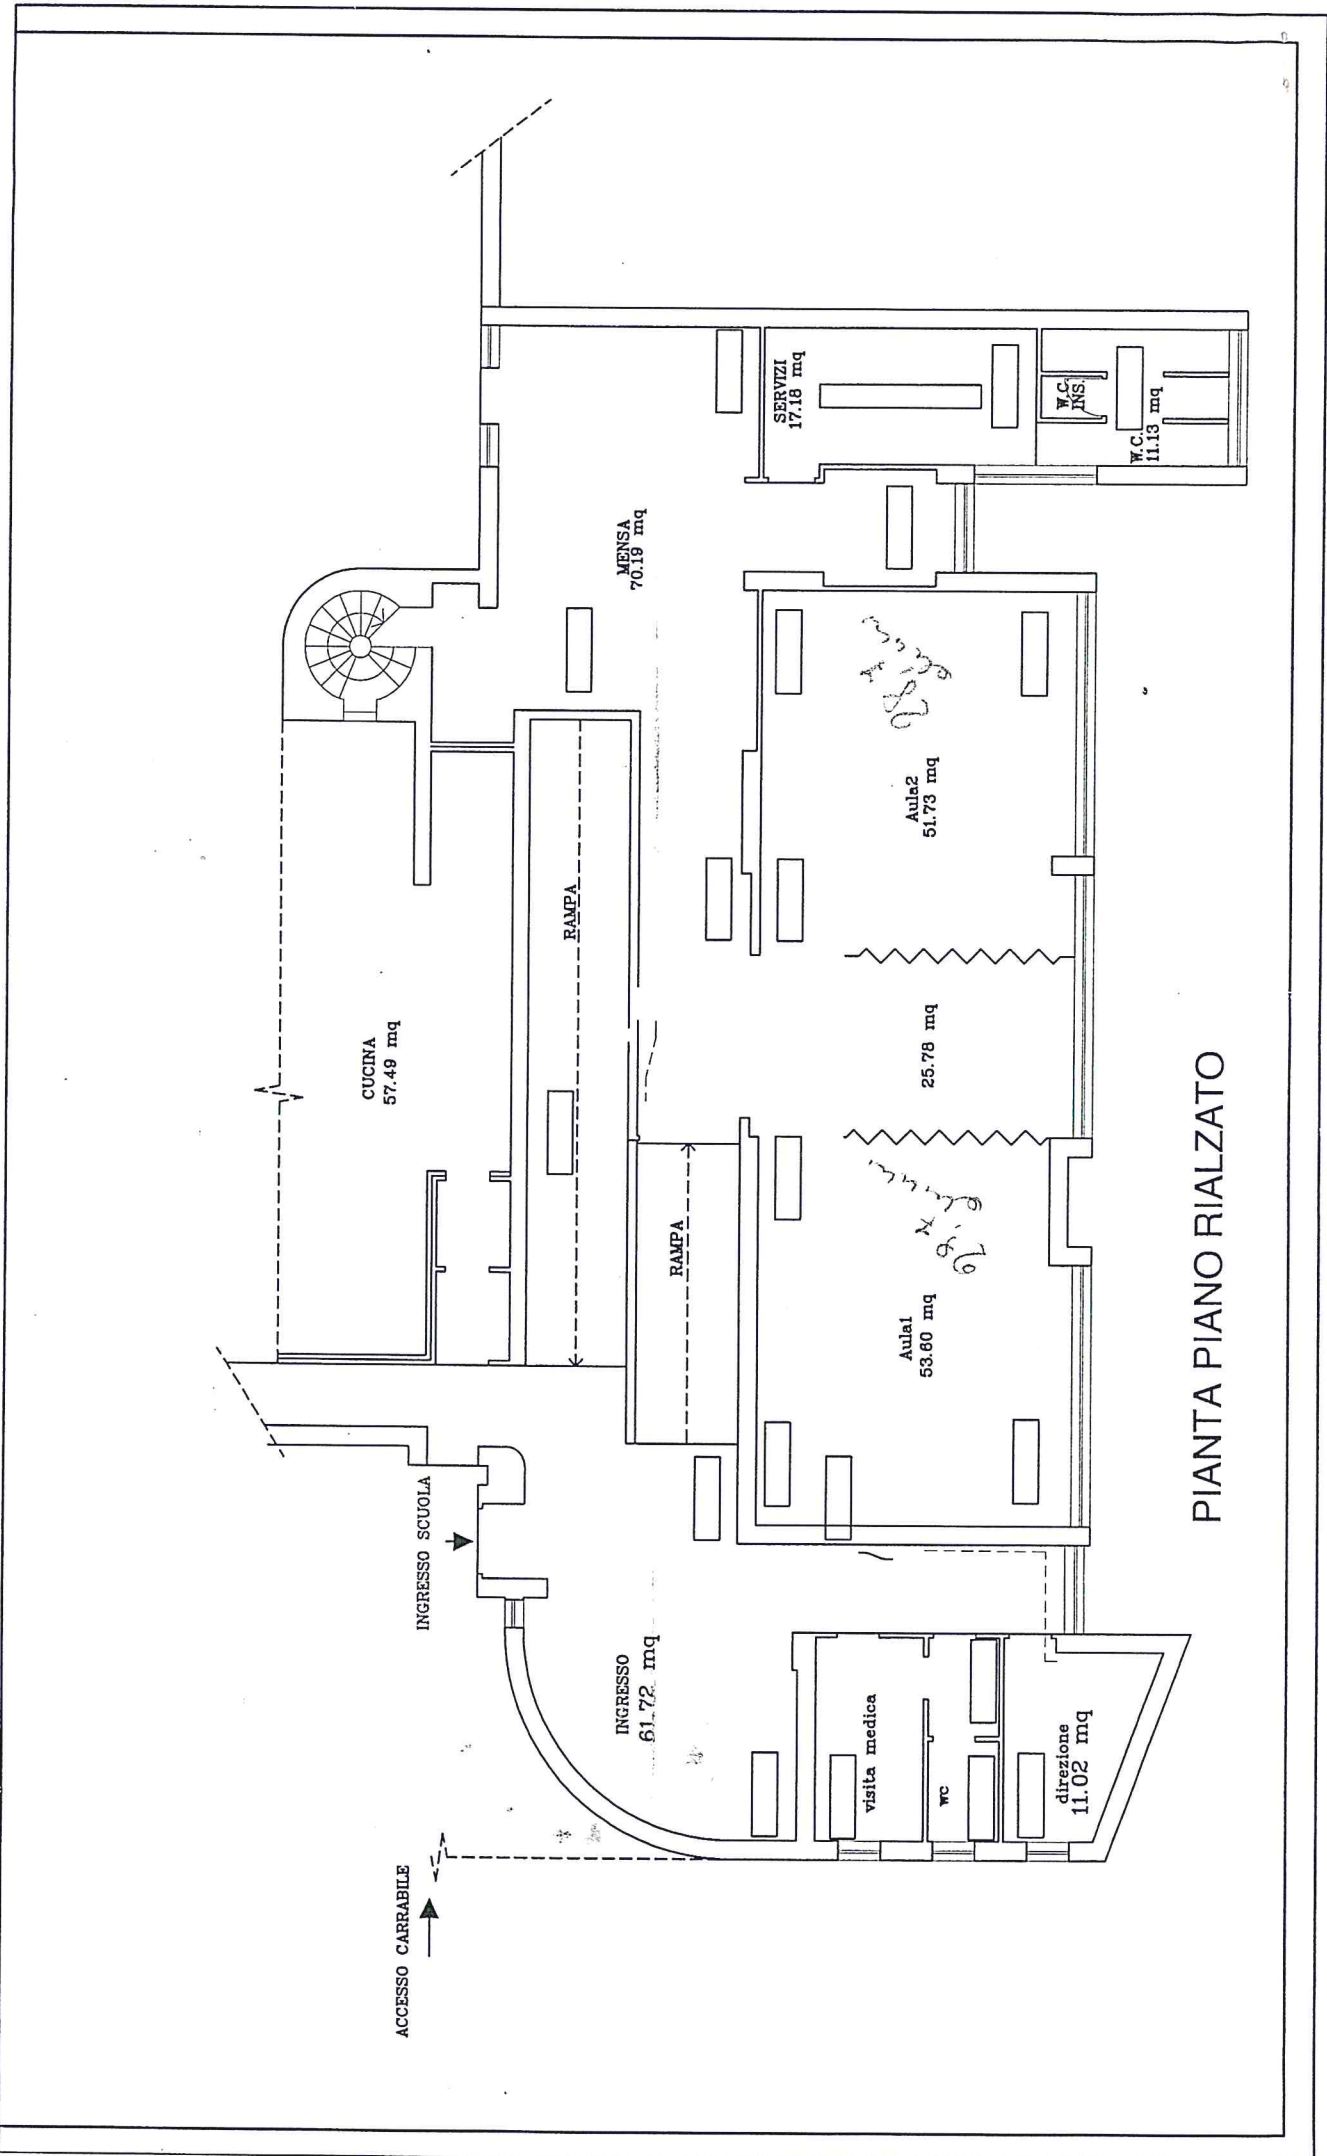 ACCESSO CARRABILE
INGRESSO SCUOLA
CUCINA
57.49 mq
RAMPA
MENSA
70.19 mq
INGRESSO
61.72 mq
RAMPA
SERVIZI
17.18 mq
visita medica
wc
direzione
11.02 mq
Aula1
53.60 mq
25.78 mq
Aula2
51.73 mq
W.C.
INS.
W.C.
11.13 mq
PIANTA PIANO RIALZATO